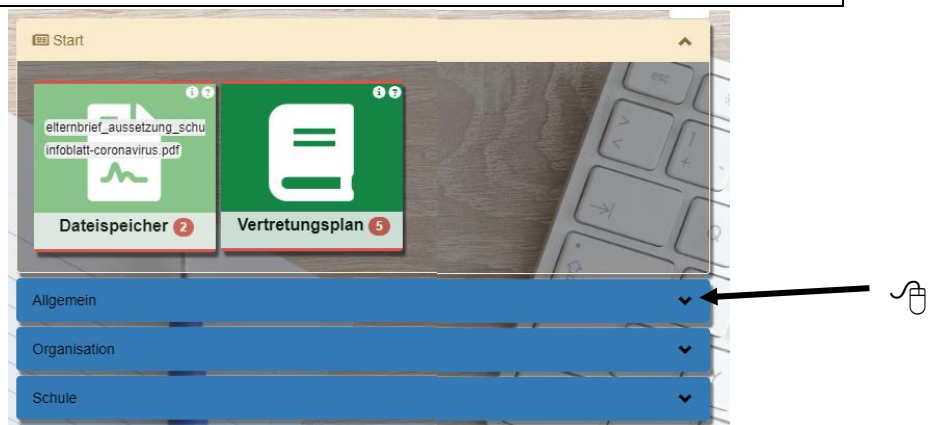 Start
elternbrief_aussetzung_schu
infoblatt-coronavirus.pdf
Dateispeicher 2
Vertretungsplan 5
Allgemein
Organisation
Schule